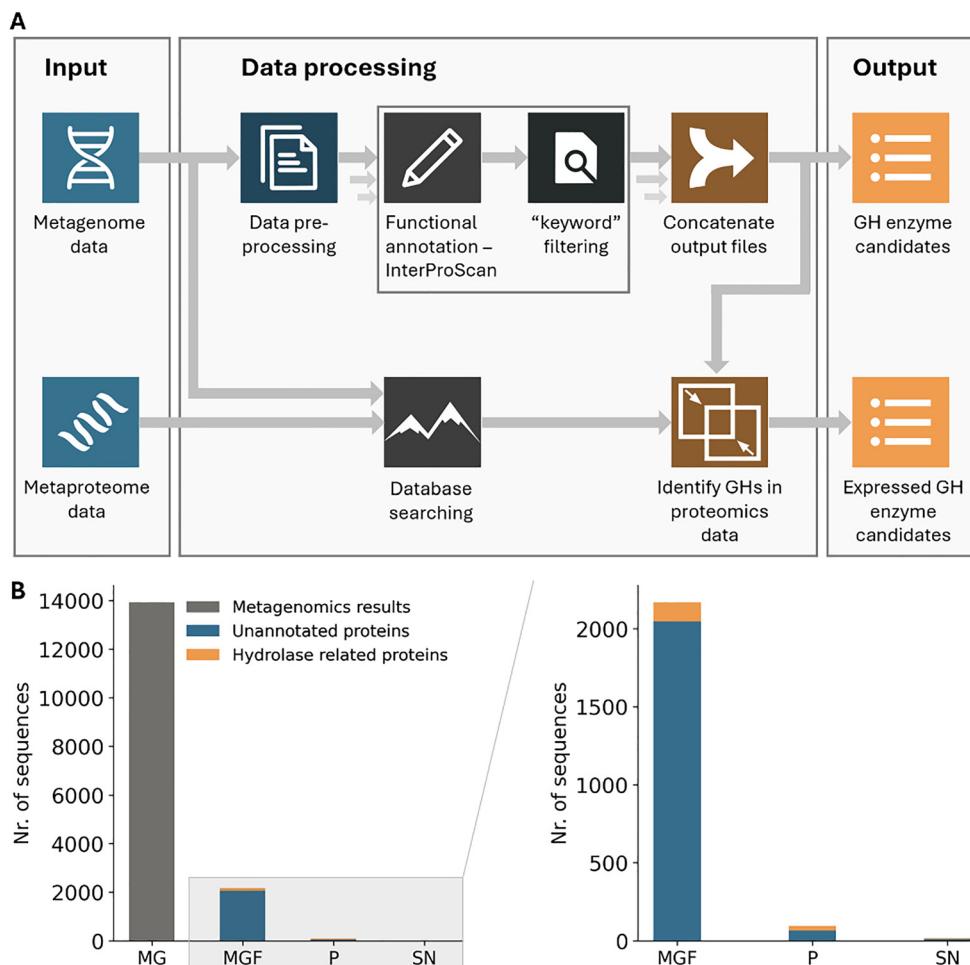 A
Input
Data processing
Output
Metagenome
data
Data pre-
processing
Functional
annotation –
InterProScan
“keyword”
filtering
Concatenate
output files
GH enzyme
candidates
Metaproteome
data
Database
searching
Identify GHs in
proteomics
data
Expressed GH
enzyme
candidates
B
Nr. of sequences
14000
12000
10000
8000
6000
4000
2000
0
Metagenomics results
Unannotated proteins
Hydrolase related proteins
MG MGF P SN
Nr. of sequences
2000
1500
1000
500
0
MGF P SN